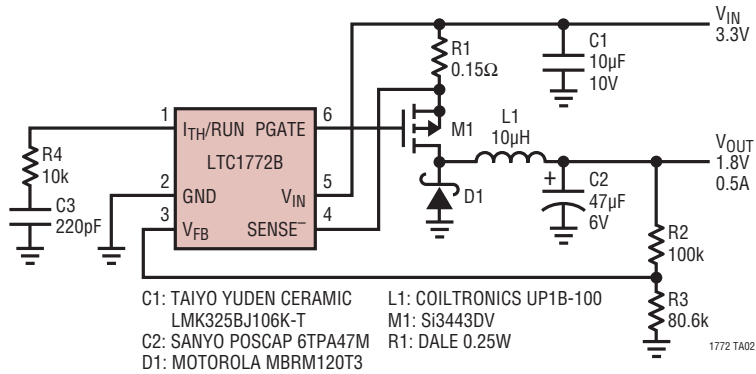 VIN
3.3V
R1
0.15Ω
C1
10µF
10V
1
ITH/RUN PGATE
6
M1
L1
10µH
VOUT
1.8V
0.5A
R4
10k
LTC1772B
2
GND
VIN
5
D1
+
C2
47µF
6V
C3
220pF
3
VFB
SENSE–
4
R2
100k
R3
80.6k
C1: TAIYO YUDEN CERAMIC
LMK325BJ106K-T
C2: SANYO POSCAP 6TPA47M
D1: MOTOROLA MBRM120T3
L1: COILTRONICS UP1B-100
M1: Si3443DV
R1: DALE 0.25W
1772 TA02